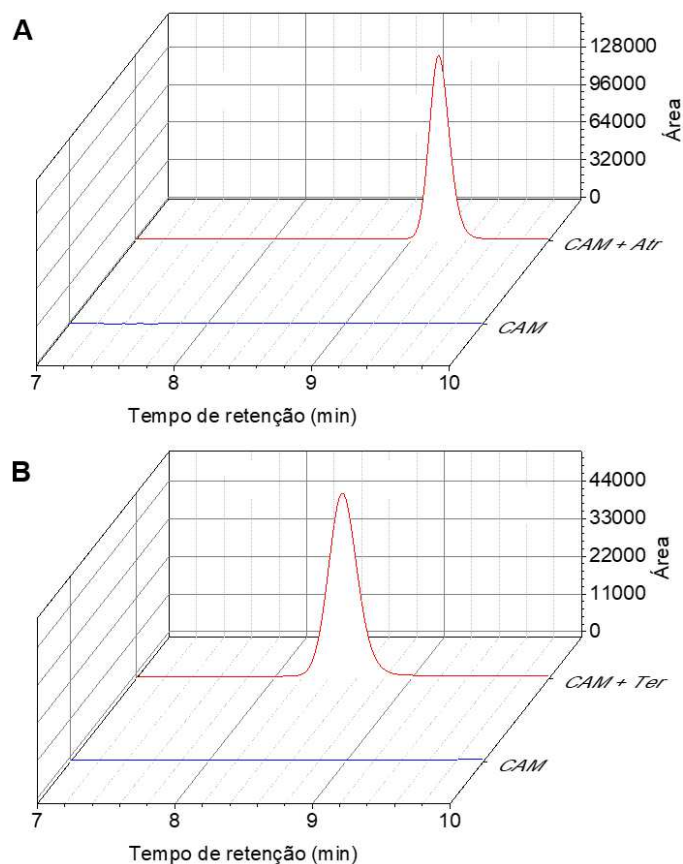 A
128000
96000
64000
32000
0
Área
CAM + Atr
CAM
7
8
9
10
Tempo de retenção (min)
B
44000
33000
22000
11000
0
Área
CAM + Ter
CAM
7
8
9
10
Tempo de retenção (min)